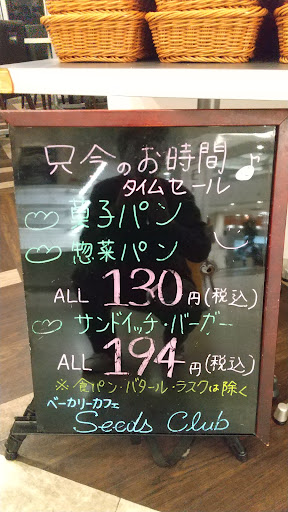 只今のお時間♪
タイムセール
菓子パン
惣菜パン
ALL 130円(税込)
サンドイッチ・バーガー
ALL 194円(税込)
※食パン・バタール・ラスクは除く
ベーカリーカフェ
Seeds Club